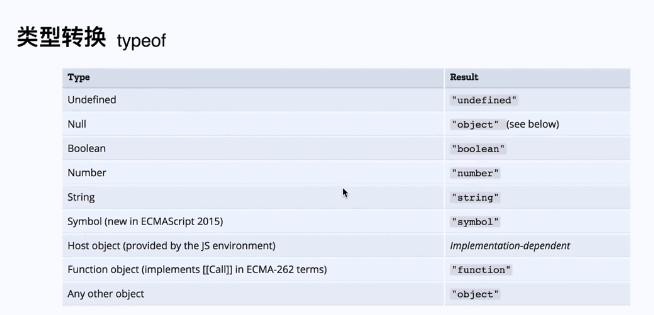 类型转换 typeof
Type Result
Undefined "undefined"
Null "object" (see below)
Boolean "boolean"
Number "number"
String "string"
Symbol (new in ECMAScript 2015) "symbol"
Host object (provided by the JS environment) Implementation-dependent
Function object (implements [[Call]] in ECMA-262 terms) "function"
Any other object "object"